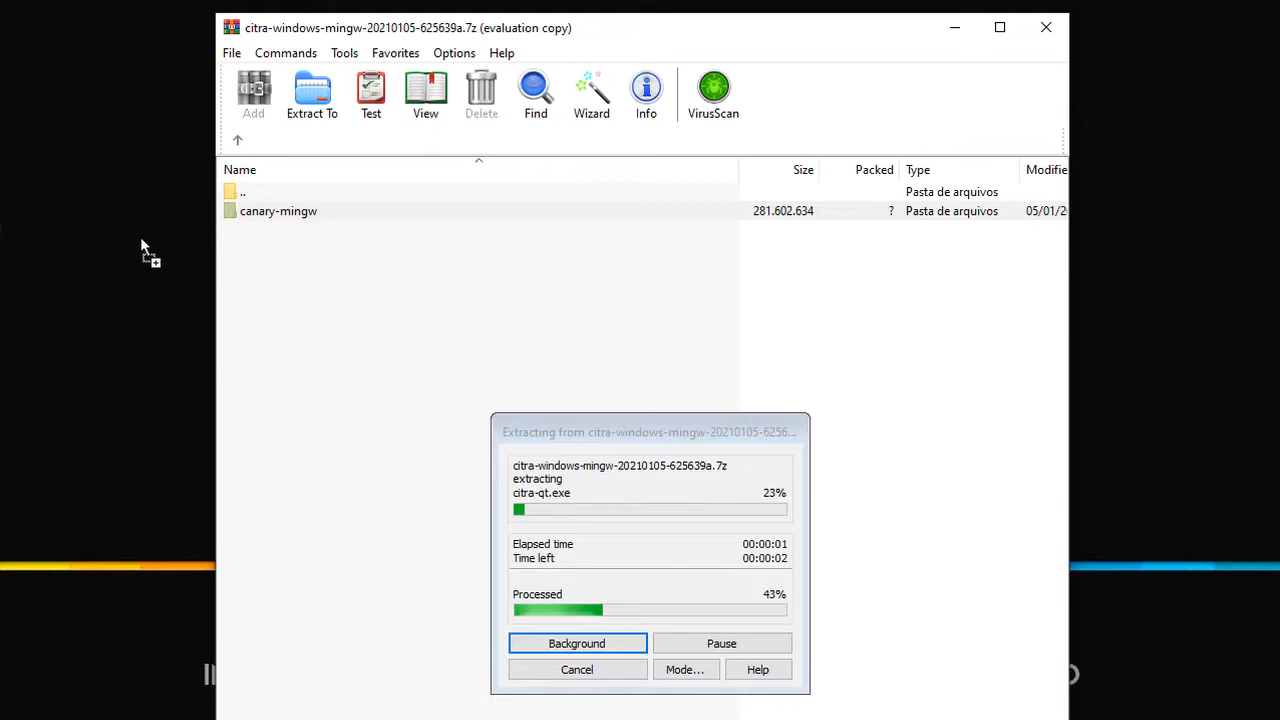 citra-windows-mingw-20210105-625639a.7z (evaluation copy)
File Commands Tools Favorites Options Help
Add Extract To Test View Delete Find Wizard Info VirusScan
Name Size Packed Type Modifie
.. Pasta de arquivos
canary-mingw 281.602.634 ? Pasta de arquivos 05/01/20
Extracting from citra-windows-mingw-20210105-6256...
citra-windows-mingw-20210105-625639a.7z
extracting
citra-qt.exe 23%
Elapsed time 00:00:01
Time left 00:00:02
Processed 43%
Background Pause
Cancel Mode... Help